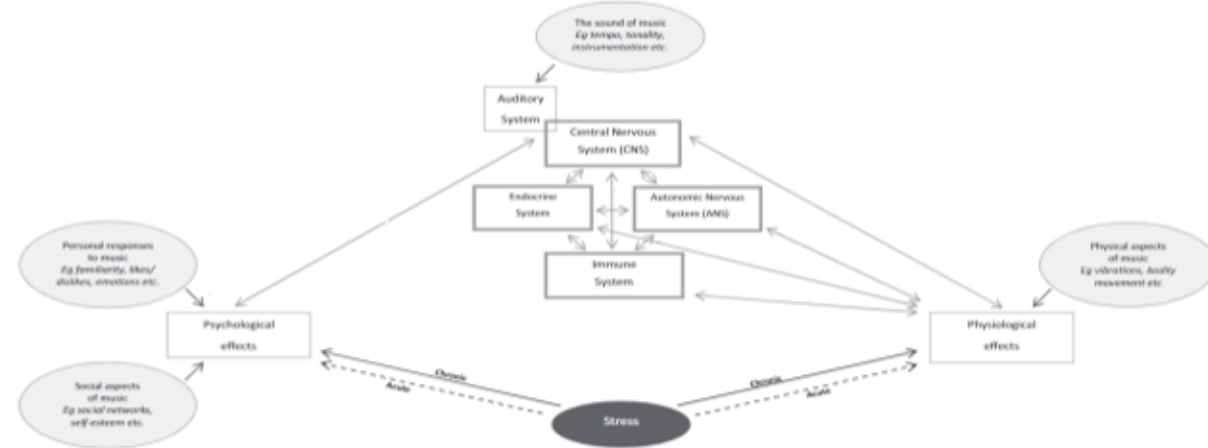 The sound of music
Eg tempo, tonality,
instrumentation etc.
Auditory
System
Central Nervous
System (CNS)
Endocrine
System
Autonomic Nervous
System (ANS)
Immune
System
Personal responses
to music
Eg familiarity, likes/
dislikes, emotions etc.
Physical aspects
of music
Eg vibrations, bodily
movement etc
Psychological
effects
Physiological
effects
Social aspects
of music
Eg social networks,
self-esteem etc.
Chronic
Acute
Chronic
Acute
Stress